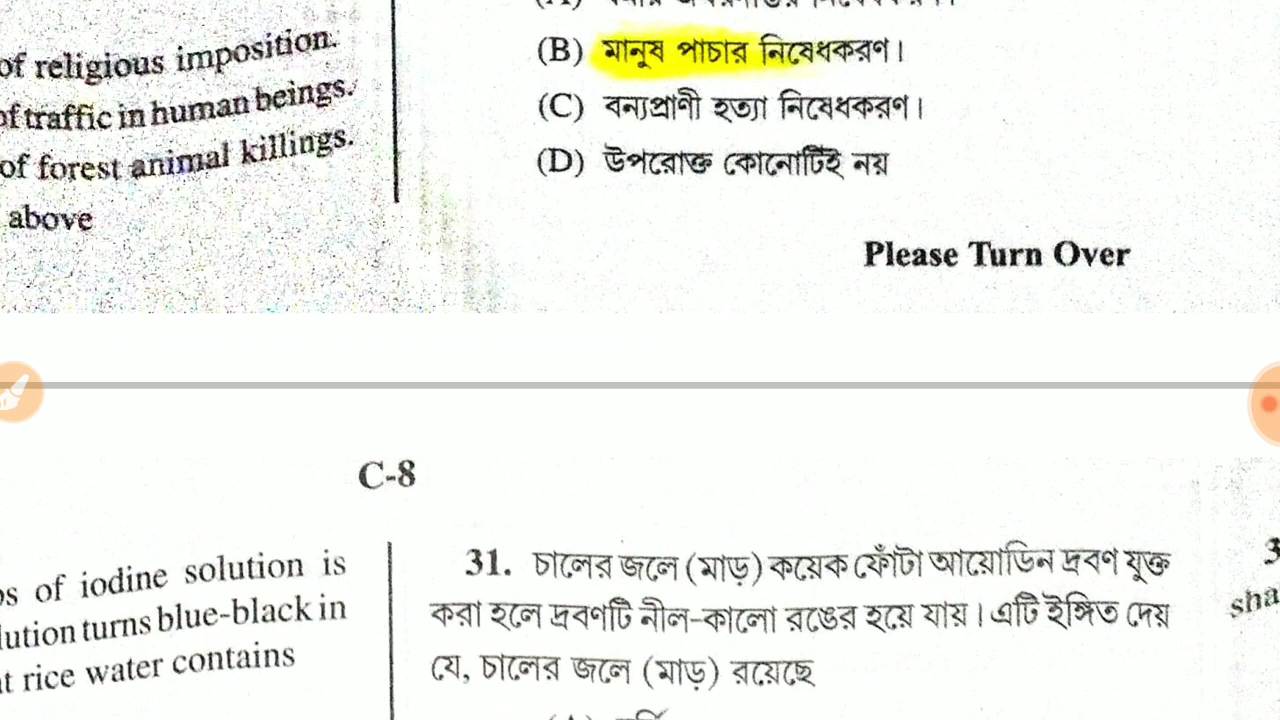 of religious imposition.
of traffic in human beings.
of forest animal killings.
above
(B) মানুষ পাচার নিষেধকরণ।
(C) বন্যপ্রাণী হত্যা নিষেধকরণ।
(D) উপরোক্ত কোনোটিই নয়
Please Turn Over
C-8
of iodine solution is
turns blue-black in
rice water contains
31. চালের জলে (মাড়) কয়েক ফোঁটা আয়োডিন দ্রবণ যুক্ত
করা হলে দ্রবণটি নীল-কালো রঙের হয়ে যায়। এটি ইঙ্গিত দেয়
যে, চালের জলে (মাড়) রয়েছে
sha